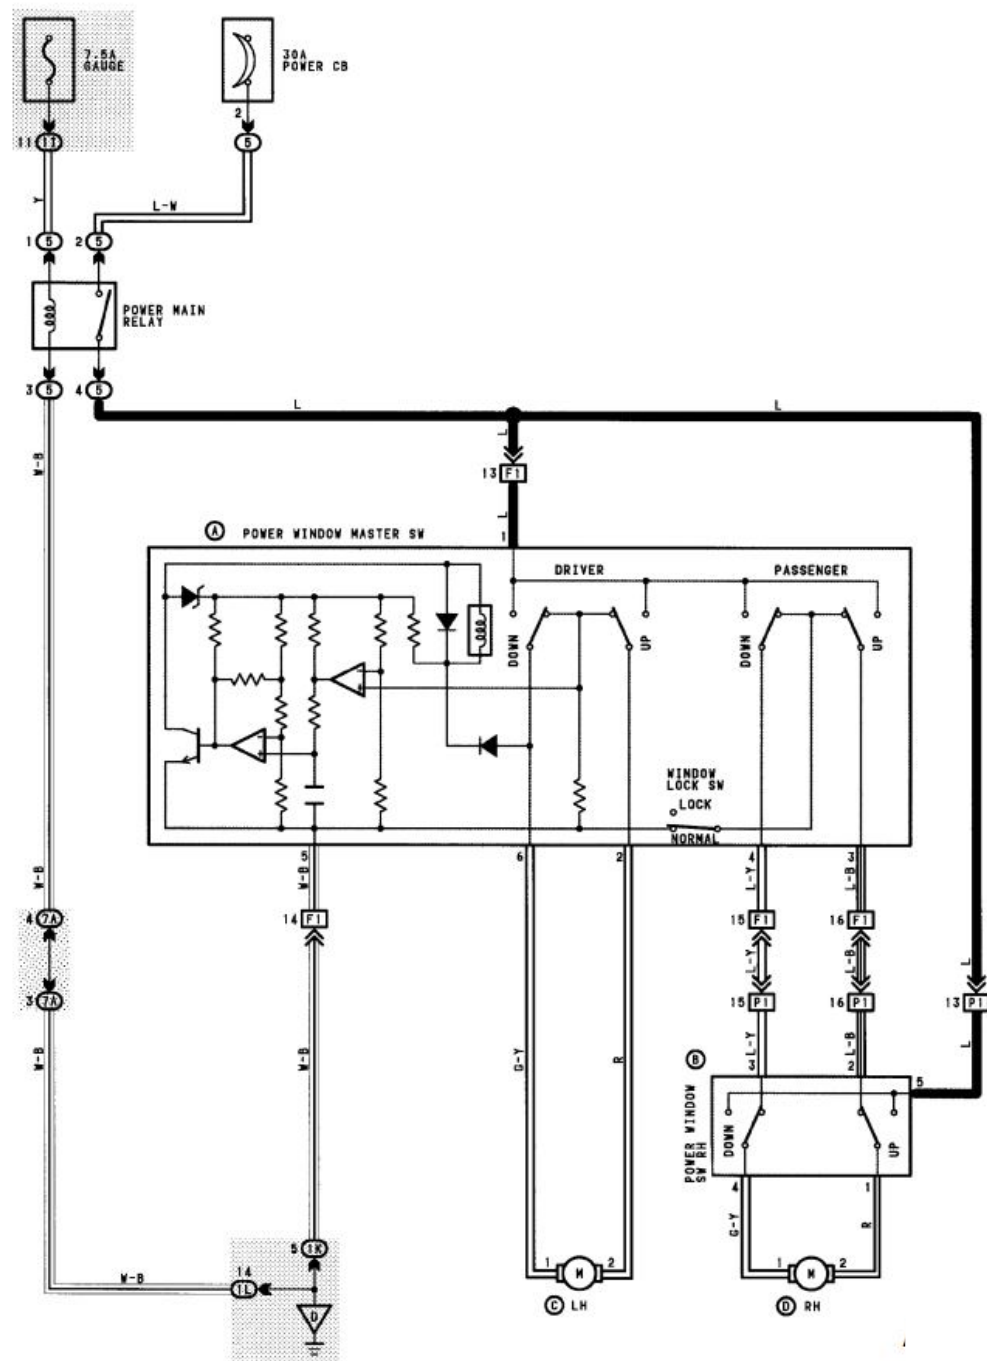 7.5A
GAUGE
30A
POWER CB
2
11
1I
5
Y
L-W
1
5
2
5
POWER MAIN
RELAY
3
5
4
5
L
L
W-B
L
13
F1
L
A
POWER WINDOW MASTER SW
1
DRIVER
PASSENGER
DOWN
UP
DOWN
UP
-
+
-
+
WINDOW
LOCK SW
LOCK
NORMAL
5
6
2
4
3
W-B
W-B
L-Y
L-B
4
7A
14
F1
15
F1
16
F1
L-Y
L-B
L
3
7A
15
P1
16
P1
13
P1
W-B
W-B
G-Y
R
L-Y
L-B
L
B
3
2
5
POWER WINDOW
SW RH
DOWN
UP
4
1
G-Y
R
5
1K
W-B
14
1L
D
1
M
2
C
LH
1
M
2
D
RH